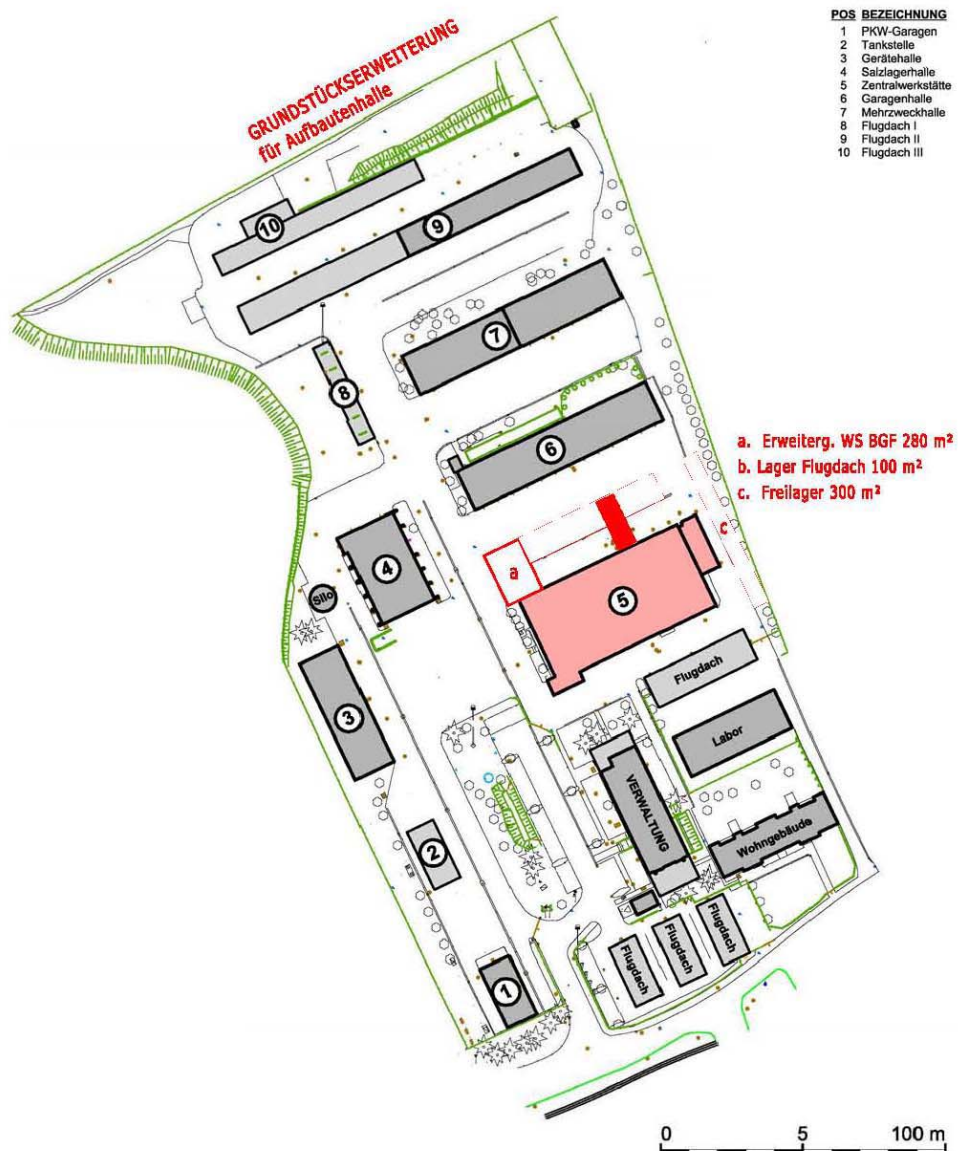 POS BEZEICHNUNG
1 PKW-Garagen
2 Tankstelle
3 Gerätehalle
4 Salzlagerhalle
5 Zentralwerkstätte
6 Garagenhalle
7 Mehrzweckhalle
8 Flugdach I
9 Flugdach II
10 Flugdach III
GRUNDSTÜCKSERWEITERUNG
für Aufbautenhalle
10
9
7
8
6
a. Erweiterg. WS BGF 280 m²
b. Lager Flugdach 100 m²
c. Freilager 300 m²
c
a
4
5
Silo
3
Flugdach
Labor
VERWALTUNG
Wohngebäude
2
Flugdach
Flugdach
Flugdach
1
0 5 100 m